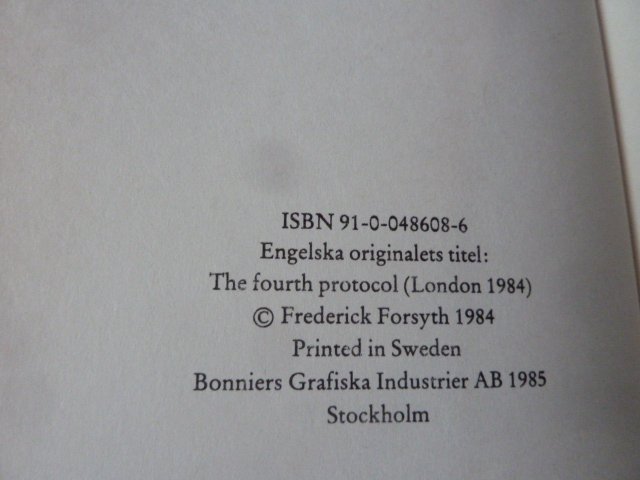 ISBN 91-0-048608-6
Engelska originalets titel:
The fourth protocol (London 1984)
© Frederick Forsyth 1984
Printed in Sweden
Bonniers Grafiska Industrier AB 1985
Stockholm